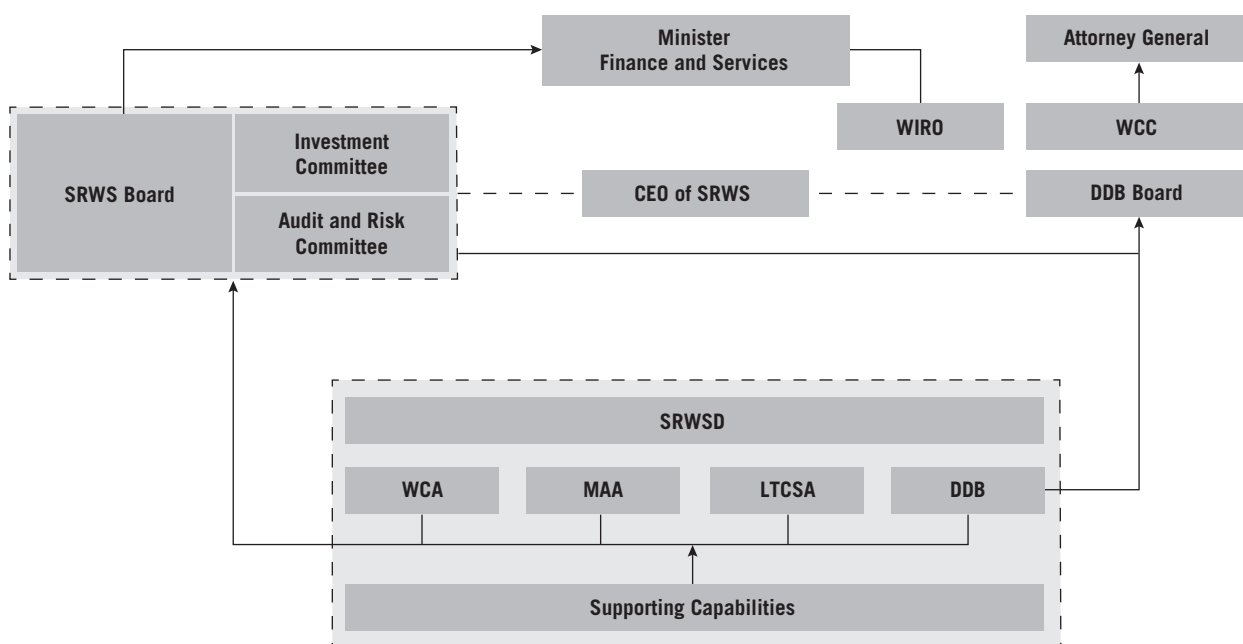 Minister
Finance and Services
Attorney General
WIRO
WCC
SRWS Board
Investment
Committee
Audit and Risk
Committee
CEO of SRWS
DDB Board
SRWSD
WCA
MAA
LTCSA
DDB
Supporting Capabilities